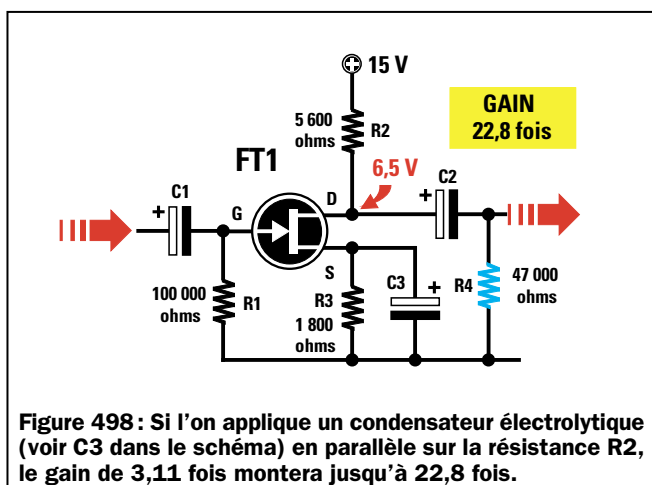 15 V
GAIN
22,8 fois
5 600
ohms
R2
FT1
6,5 V
C1
C2
+
G
D
+
S
C3
+
R4
47 000
ohms
100 000
ohms
R1
R3
1 800
ohms
Figure 498 : Si l'on applique un condensateur électrolytique
(voir C3 dans le schéma) en parallèle sur la résistance R2,
le gain de 3,11 fois montera jusqu'à 22,8 fois.